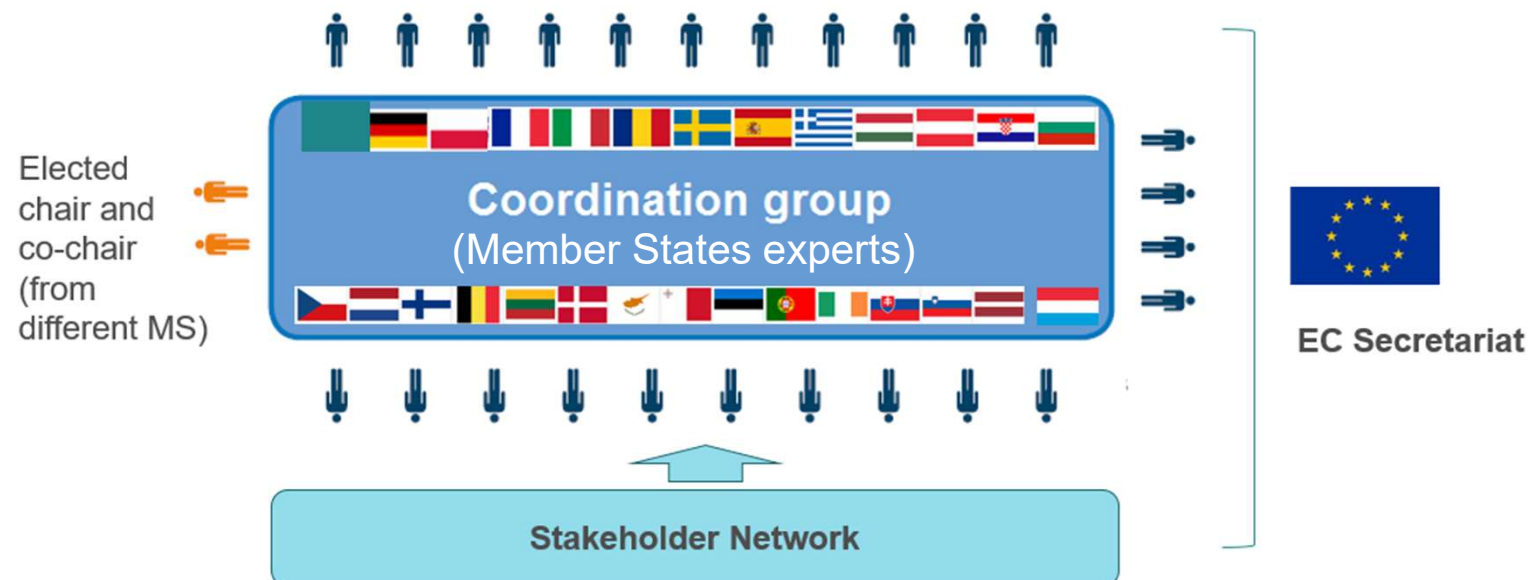 Elected
chair and
co-chair
(from
different MS)
Coordination group
(Member States experts)
EC Secretariat
Stakeholder Network